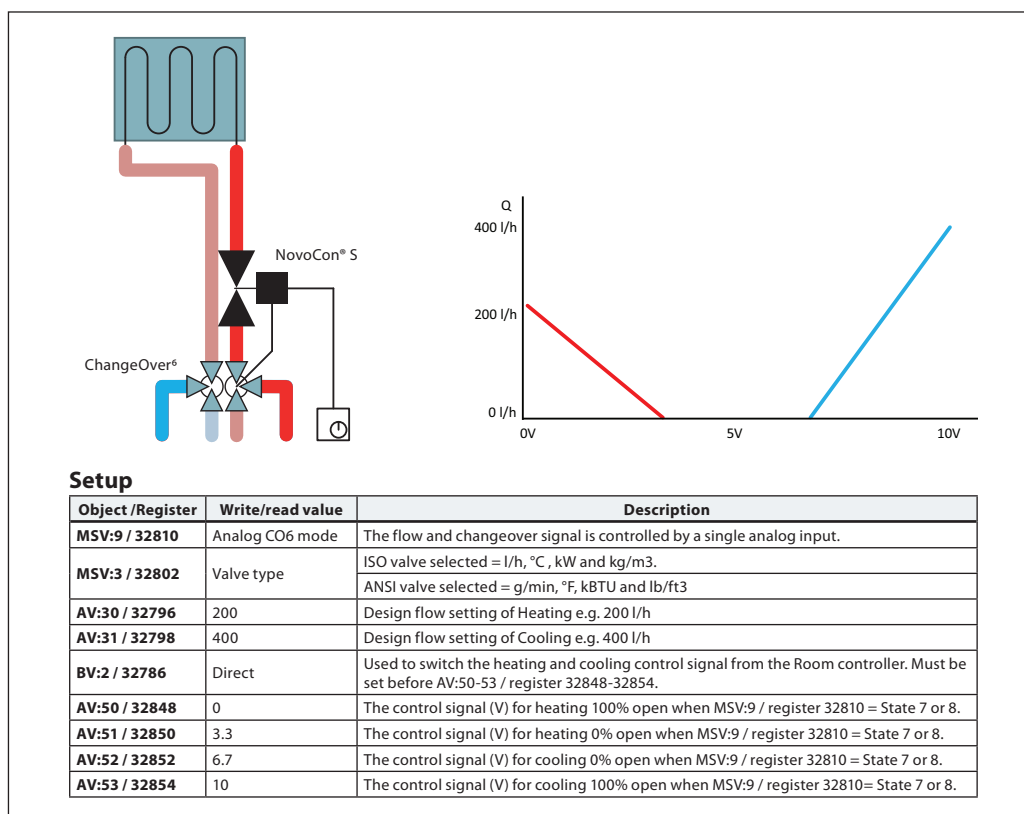 NovoCon® S
ChangeOver⁶
Q
400 l/h
200 l/h
0 l/h
0V
5V
10V
Setup
Object /Register
Write/read value
Description
MSV:9 / 32810
Analog CO6 mode
The flow and changeover signal is controlled by a single analog input.
MSV:3 / 32802
Valve type
ISO valve selected = l/h, °C , kW and kg/m3.
ANSI valve selected = g/min, °F, kBTU and lb/ft3
AV:30 / 32796
200
Design flow setting of Heating e.g. 200 l/h
AV:31 / 32798
400
Design flow setting of Cooling e.g. 400 l/h
BV:2 / 32786
Direct
Used to switch the heating and cooling control signal from the Room controller. Must be
set before AV:50-53 / register 32848-32854.
AV:50 / 32848
0
The control signal (V) for heating 100% open when MSV:9 / register 32810 = State 7 or 8.
AV:51 / 32850
3.3
The control signal (V) for heating 0% open when MSV:9 / register 32810 = State 7 or 8.
AV:52 / 32852
6.7
The control signal (V) for cooling 0% open when MSV:9 / register 32810 = State 7 or 8.
AV:53 / 32854
10
The control signal (V) for cooling 100% open when MSV:9 / register 32810= State 7 or 8.